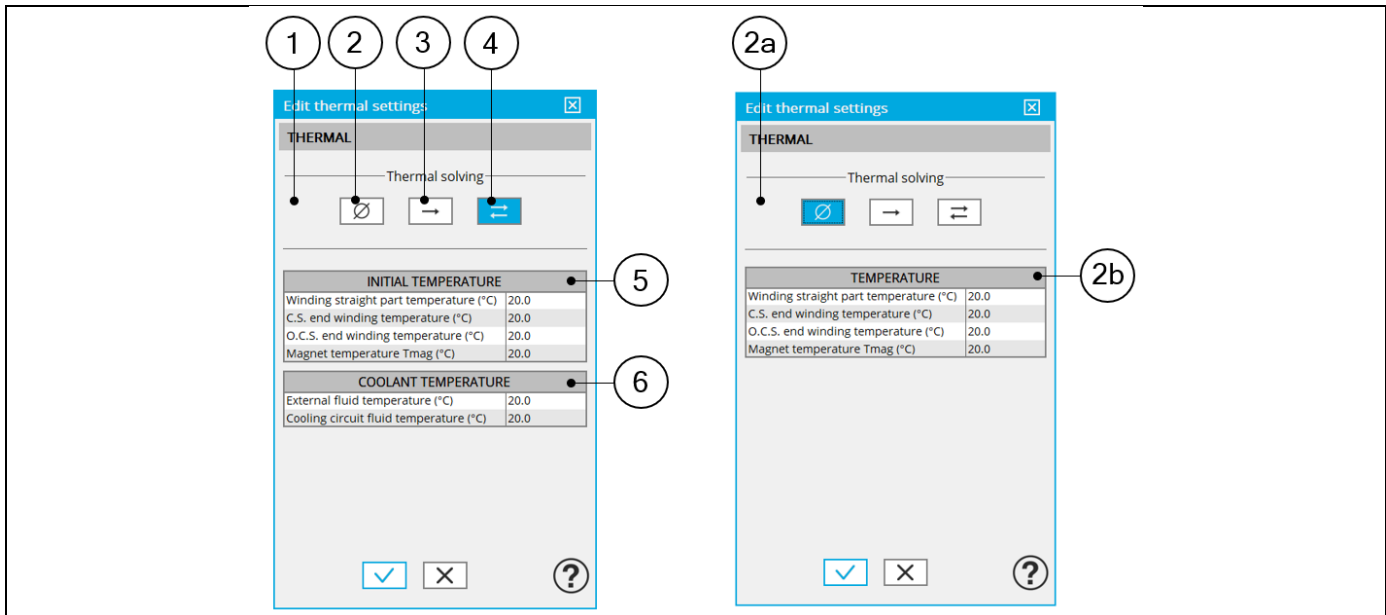 1 2 3 4
Edit thermal settings
THERMAL
Thermal solving
INITIAL TEMPERATURE
Winding straight part temperature (°C) 20.0
C.S. end winding temperature (°C) 20.0
O.C.S. end winding temperature (°C) 20.0
Magnet temperature Tmag (°C) 20.0
5
COOLANT TEMPERATURE
External fluid temperature (°C) 20.0
Cooling circuit fluid temperature (°C) 20.0
6
?
2a
Edit thermal settings
THERMAL
Thermal solving
TEMPERATURE
Winding straight part temperature (°C) 20.0
C.S. end winding temperature (°C) 20.0
O.C.S. end winding temperature (°C) 20.0
Magnet temperature Tmag (°C) 20.0
2b
?